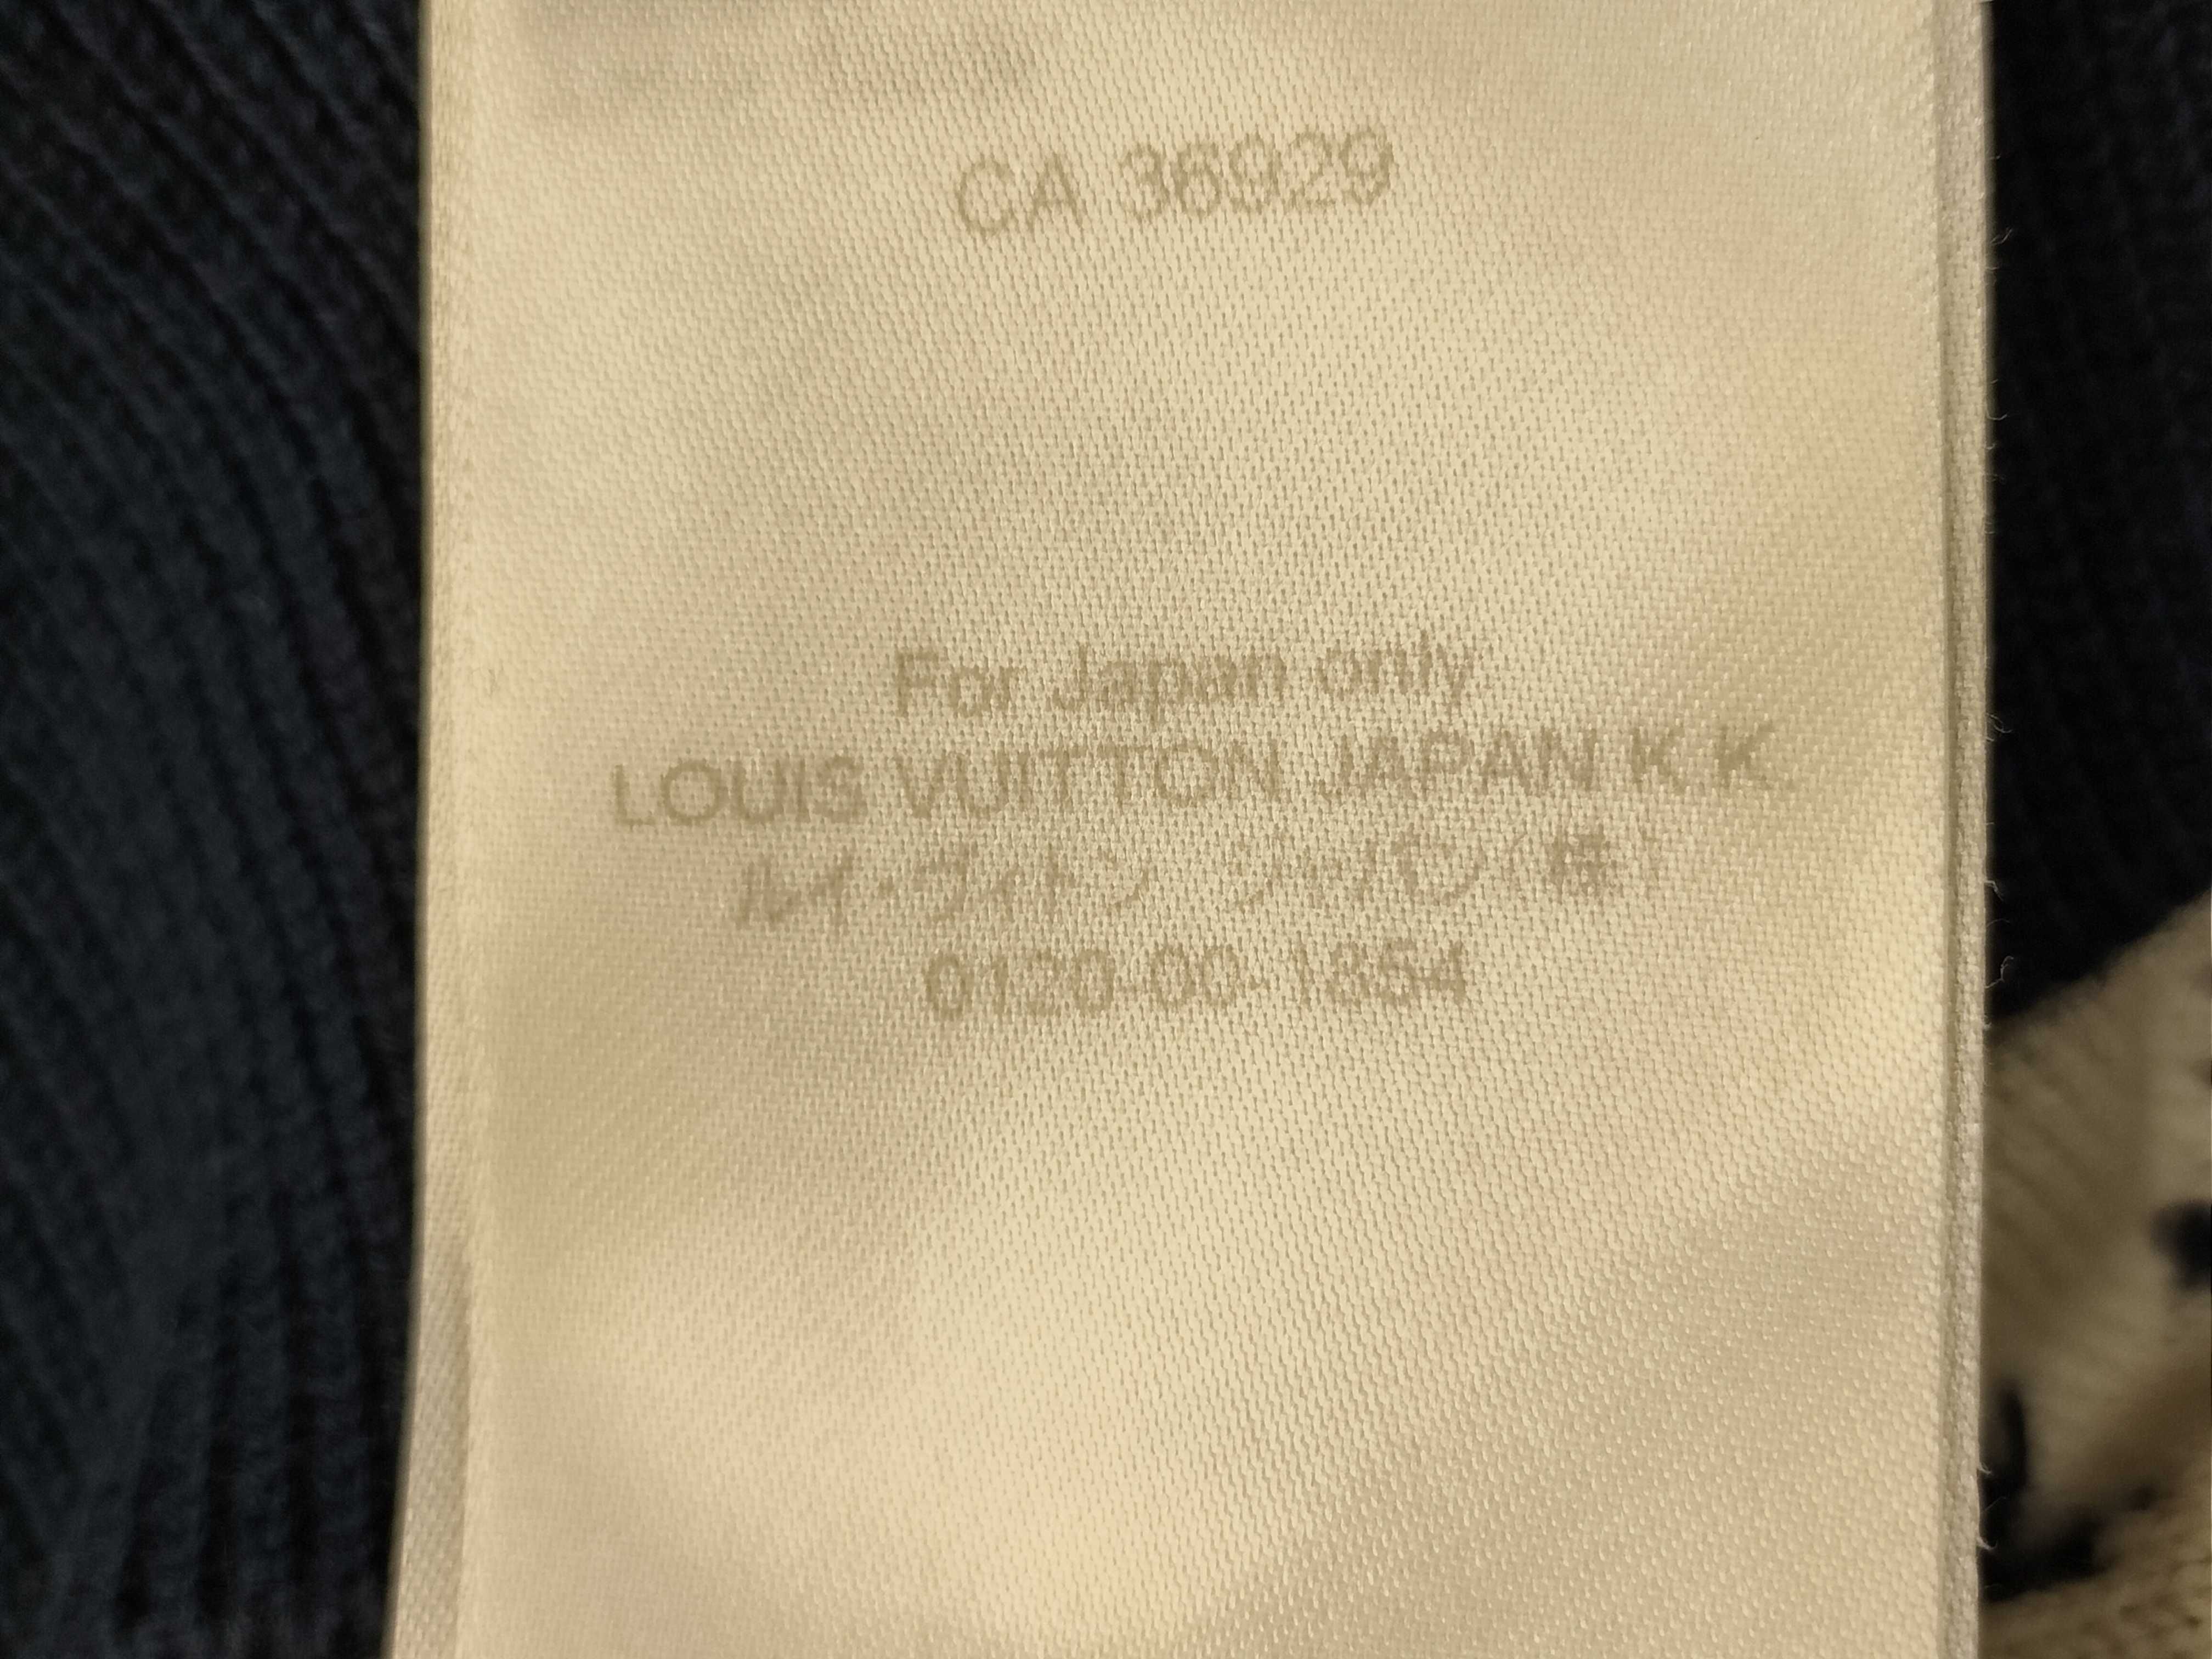 CA 36929
For Japan only
LOUIS VUITTON JAPAN K.K.
ルイ・ヴィトン ジャパン(株)
0120-00-1854